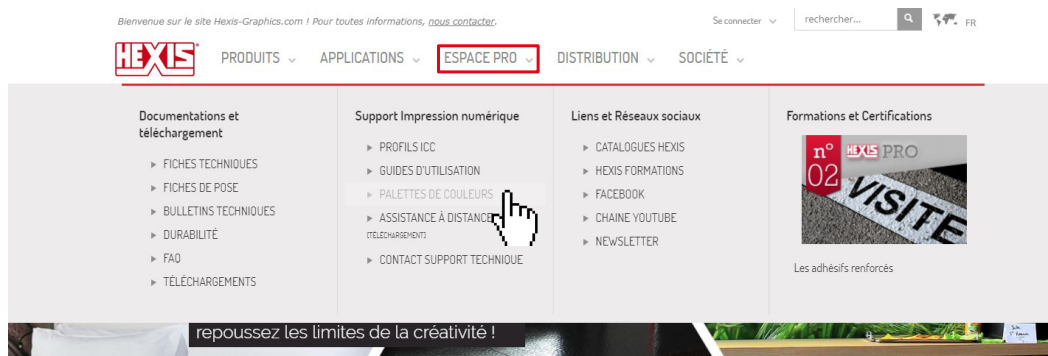 Bienvenue sur le site Hexis-Graphics.com ! Pour toutes informations, nous contacter.
Se connecter
rechercher...
FR
HEXIS
PRODUITS
APPLICATIONS
ESPACE PRO
DISTRIBUTION
SOCIÉTÉ
Documentations et
téléchargement
FICHES TECHNIQUES
FICHES DE POSE
BULLETINS TECHNIQUES
DURABILITÉ
FAQ
TÉLÉCHARGEMENTS
Support Impression numérique
PROFILS ICC
GUIDES D'UTILISATION
PALETTES DE COULEURS
ASSISTANCE À DISTANCE
(TÉLÉCHARGEMENT)
CONTACT SUPPORT TECHNIQUE
Liens et Réseaux sociaux
CATALOGUES HEXIS
HEXIS FORMATIONS
FACEBOOK
CHAINE YOUTUBE
NEWSLETTER
Formations et Certifications
n°
02
HEXIS PRO
VISITE
Les adhésifs renforcés
repoussez les limites de la créativité !